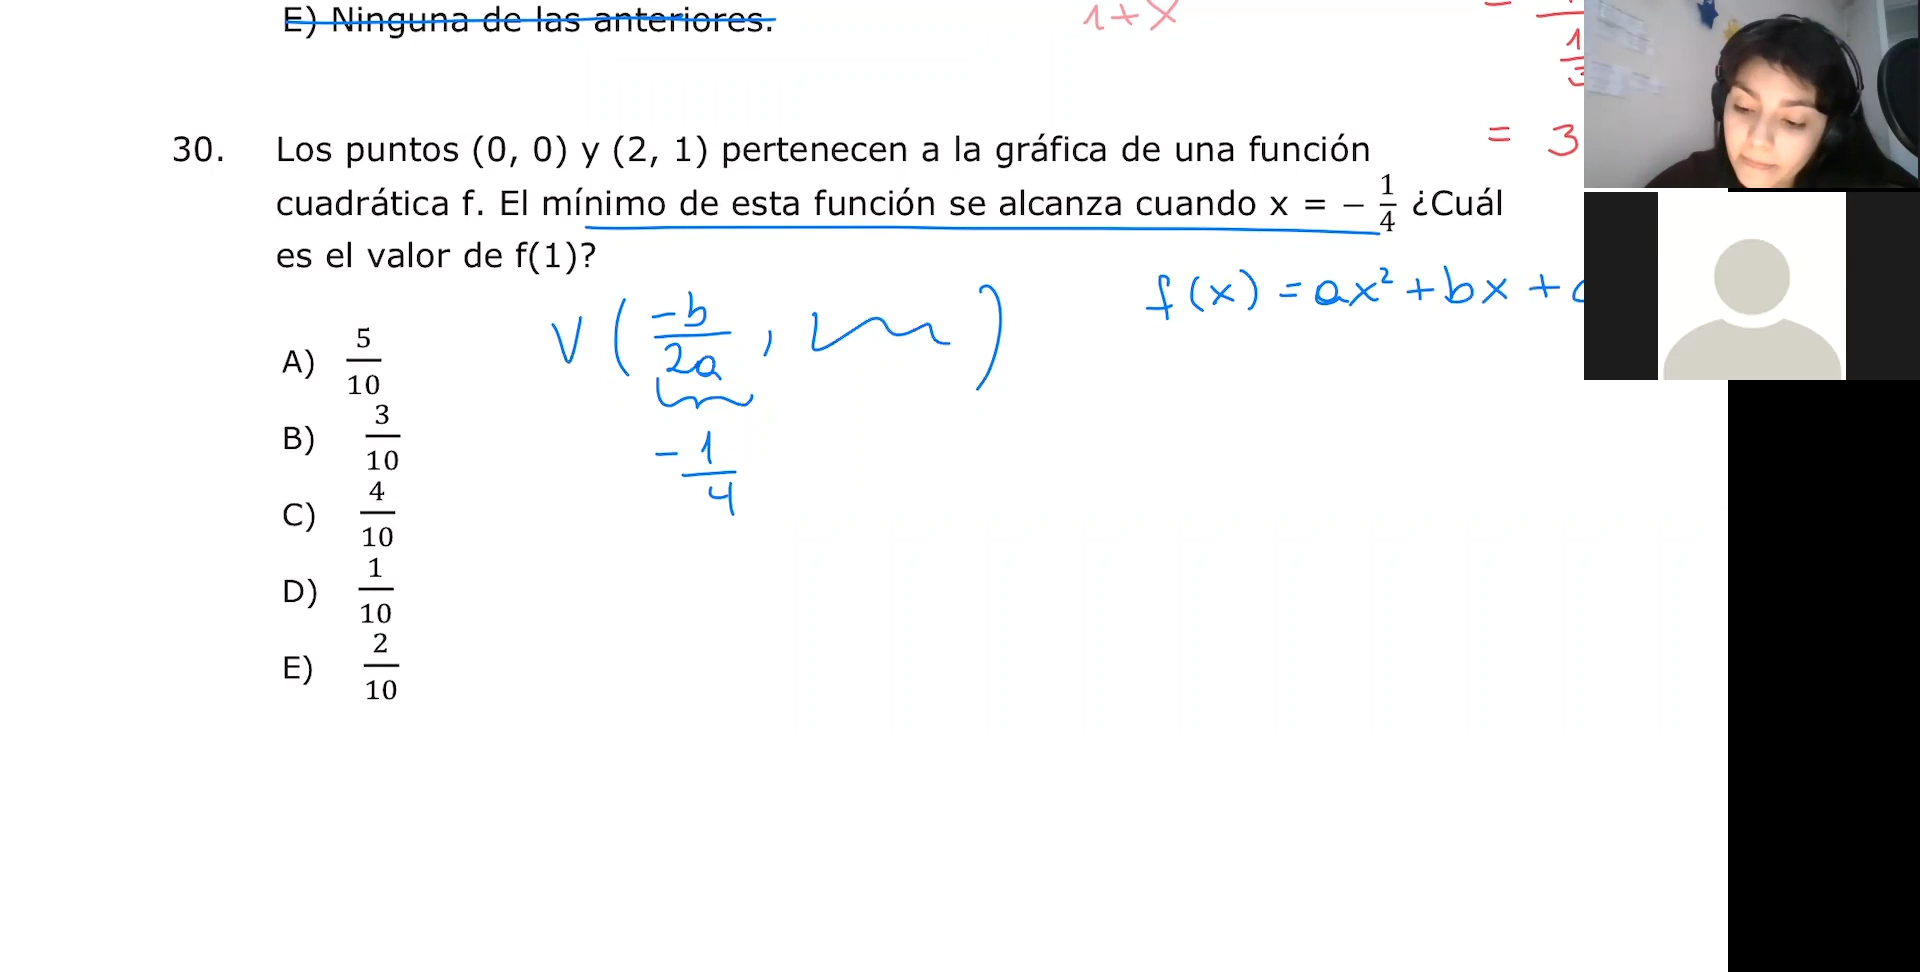 E) Ninguna de las anteriores.
1+x
=
1
3
= 3
30. Los puntos (0, 0) y (2, 1) pertenecen a la gráfica de una función
cuadrática f. El mínimo de esta función se alcanza cuando x = − 1/4 ¿Cuál
es el valor de f(1)?
f(x) = ax² + bx +
V ( -b/2a , )
- 1/4
A) 5/10
B) 3/10
C) 4/10
D) 1/10
E) 2/10